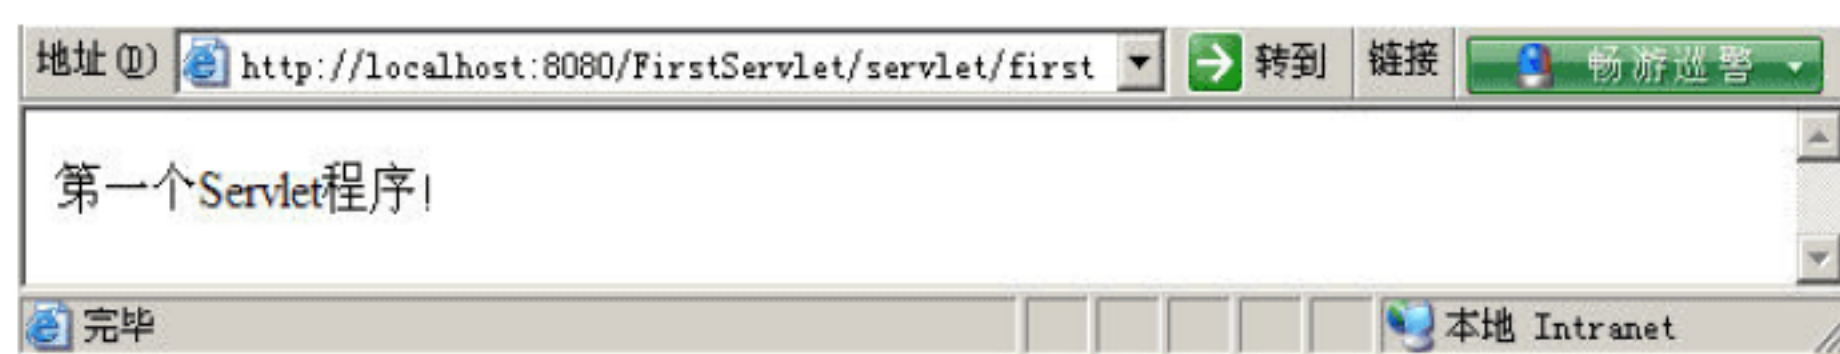 地址(D) http://localhost:8080/FirstServlet/servlet/first 转到 链接 畅游巡警
第一个Servlet程序!
完毕 本地 Intranet